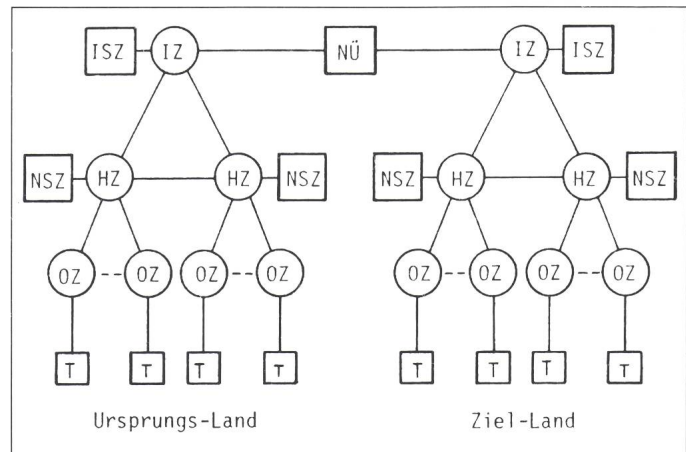 ISZ IZ NÜ IZ ISZ
NSZ HZ HZ NSZ NSZ HZ HZ NSZ
OZ -- OZ OZ -- OZ OZ -- OZ OZ -- OZ
T T T T T T T T
Ursprungs-Land Ziel-Land